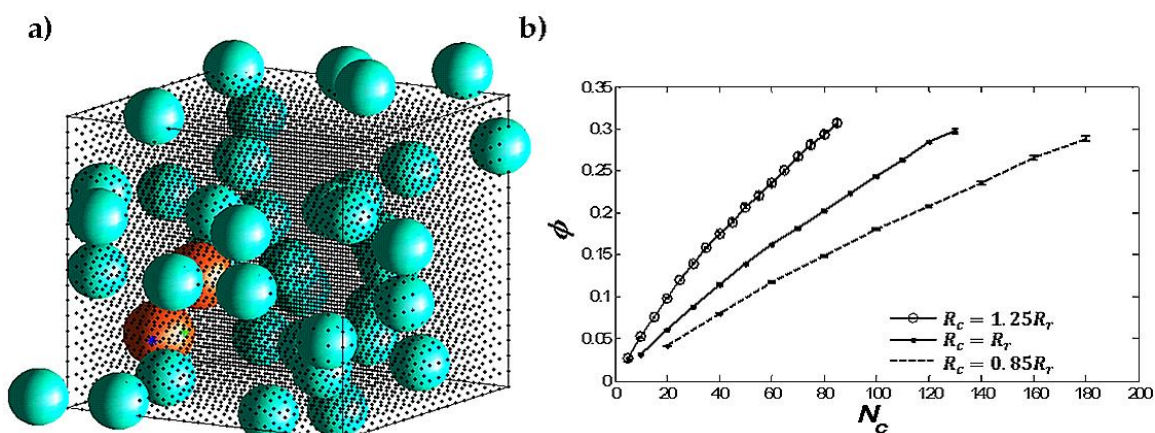 a)
b)
0.35
0.3
0.25
0.2
0.15
0.1
0.05
0
ϕ
R_c = 1.25R_r
R_c = R_r
R_c = 0.85R_r
0 20 40 60 80 100 120 140 160 180 200
N_c